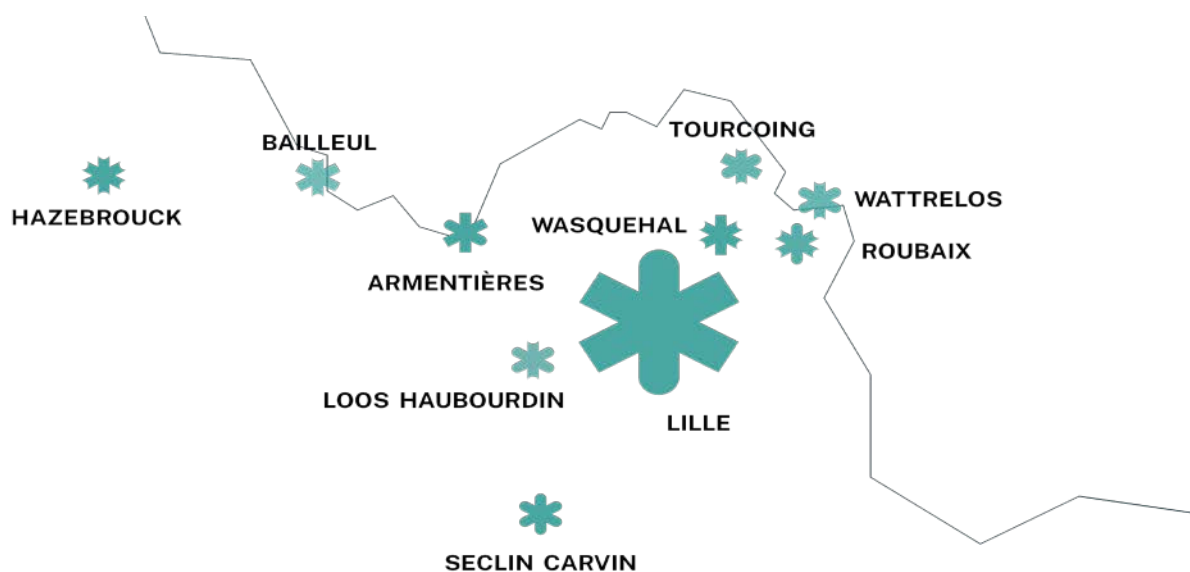 TOURCOING
BAILLEUL
WATTRELOS
HAZEBROUCK
WASQUEHAL
ROUBAIX
ARMENTIÈRES
LOOS HAUBOURDIN
LILLE
SECLIN CARVIN